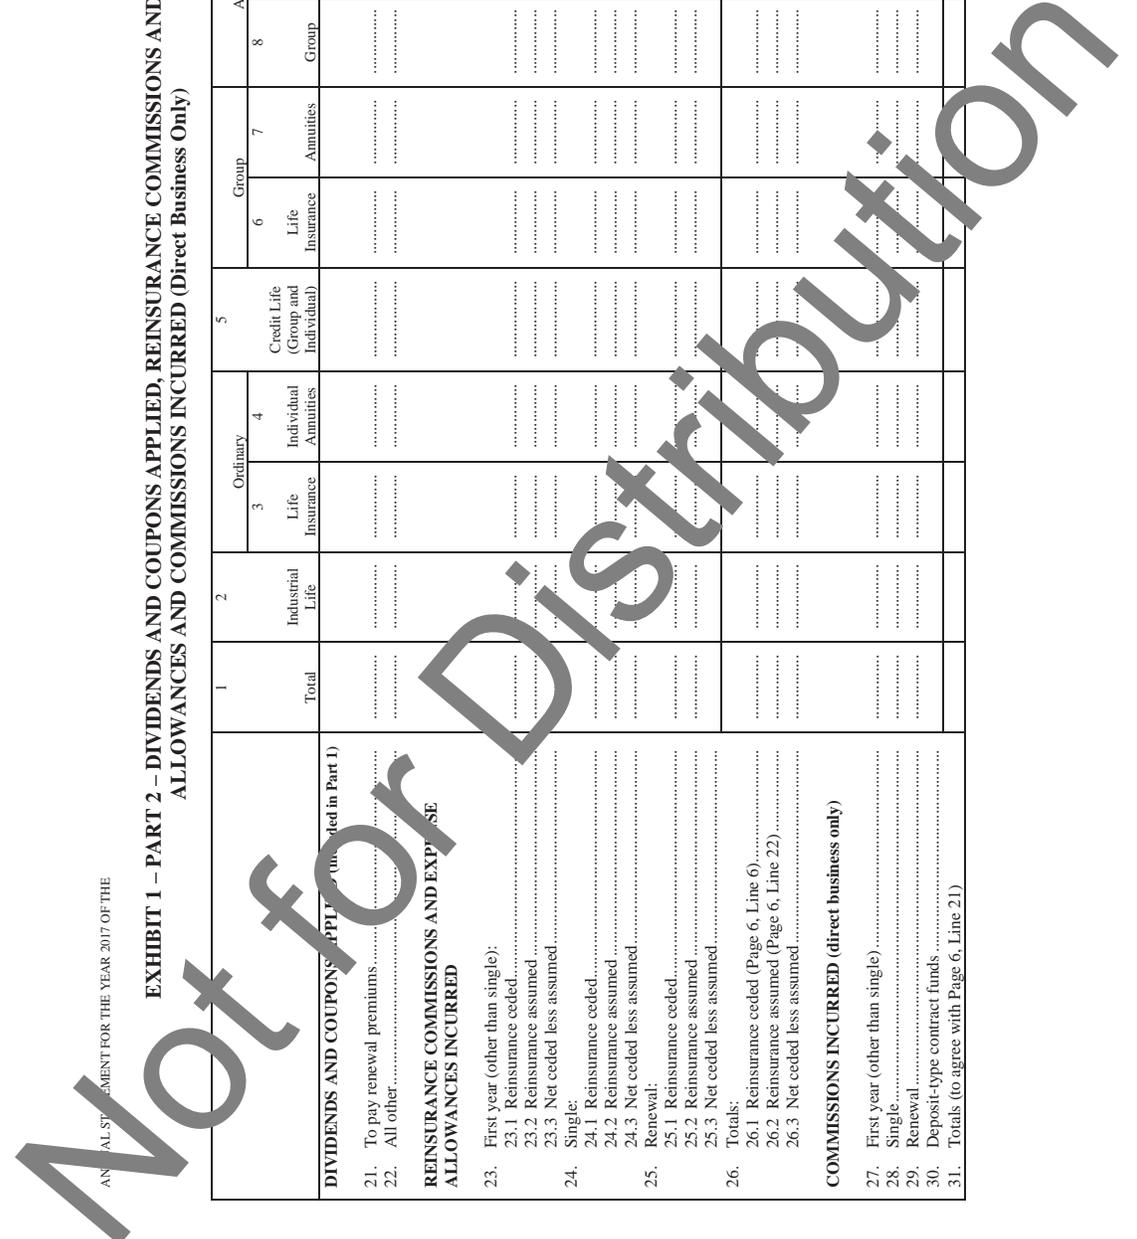 ANNUAL STATEMENT FOR THE YEAR 2017 OF THE
EXHIBIT 1 – PART 2 – DIVIDENDS AND COUPONS APPLIED, REINSURANCE COMMISSIONS AND
ALLOWANCES AND COMMISSIONS INCURRED (Direct Business Only)
1 2 Ordinary 5 Group A
3 4 6 7 8
Total Industrial Life Life Insurance Individual Annuities Credit Life (Group and Individual) Life Insurance Annuities Group
DIVIDENDS AND COUPONS APPLIED (included in Part 1)
21. To pay renewal premiums
22. All other
REINSURANCE COMMISSIONS AND EXPENSE
ALLOWANCES INCURRED
23. First year (other than single):
23.1 Reinsurance ceded
23.2 Reinsurance assumed
23.3 Net ceded less assumed
24. Single:
24.1 Reinsurance ceded
24.2 Reinsurance assumed
24.3 Net ceded less assumed
25. Renewal:
25.1 Reinsurance ceded
25.2 Reinsurance assumed
25.3 Net ceded less assumed
26. Totals:
26.1 Reinsurance ceded (Page 6, Line 6)
26.2 Reinsurance assumed (Page 6, Line 22)
26.3 Net ceded less assumed
COMMISSIONS INCURRED (direct business only)
27. First year (other than single)
28. Single
29. Renewal
30. Deposit-type contract funds
31. Totals (to agree with Page 6, Line 21)
Not for Distribution